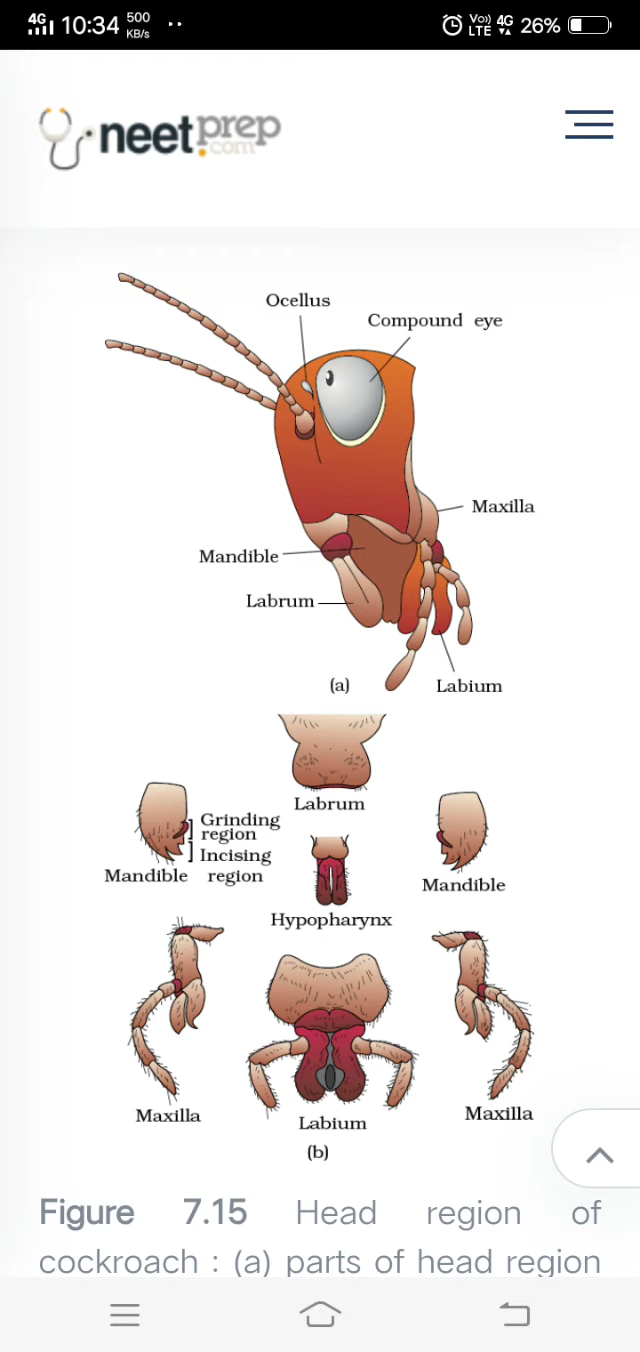 4G 10:34 500 KB/s Vo)) LTE 4G 26%
neetprep
.com
Ocellus
Compound eye
Maxilla
Mandible
Labrum
(a)
Labium
Labrum
Grinding
region
Incising
region
Mandible
Mandible
Hypopharynx
Maxilla
Labium
Maxilla
(b)
Figure 7.15 Head region of
cockroach : (a) parts of head region